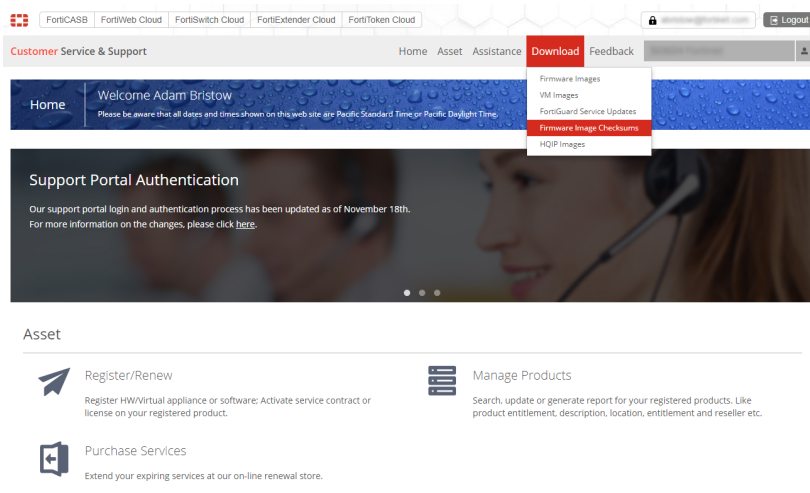 FortiCASB FortiWeb Cloud FortiSwitch Cloud FortiExtender Cloud FortiToken Cloud
Logout
Customer Service & Support
Home Asset Assistance Download Feedback
Firmware Images
VM Images
FortiGuard Service Updates
Firmware Image Checksums
HQIP Images
Home
Welcome Adam Bristow
Please be aware that all dates and times shown on this web site are Pacific Standard Time or Pacific Daylight Time.
Support Portal Authentication
Our support portal login and authentication process has been updated as of November 18th.
For more information on the changes, please click here.
Asset
Register/Renew
Register HW/Virtual appliance or software; Activate service contract or
license on your registered product.
Manage Products
Search, update or generate report for your registered products. Like
product entitlement, description, location, entitlement and reseller etc.
Purchase Services
Extend your expiring services at our on-line renewal store.